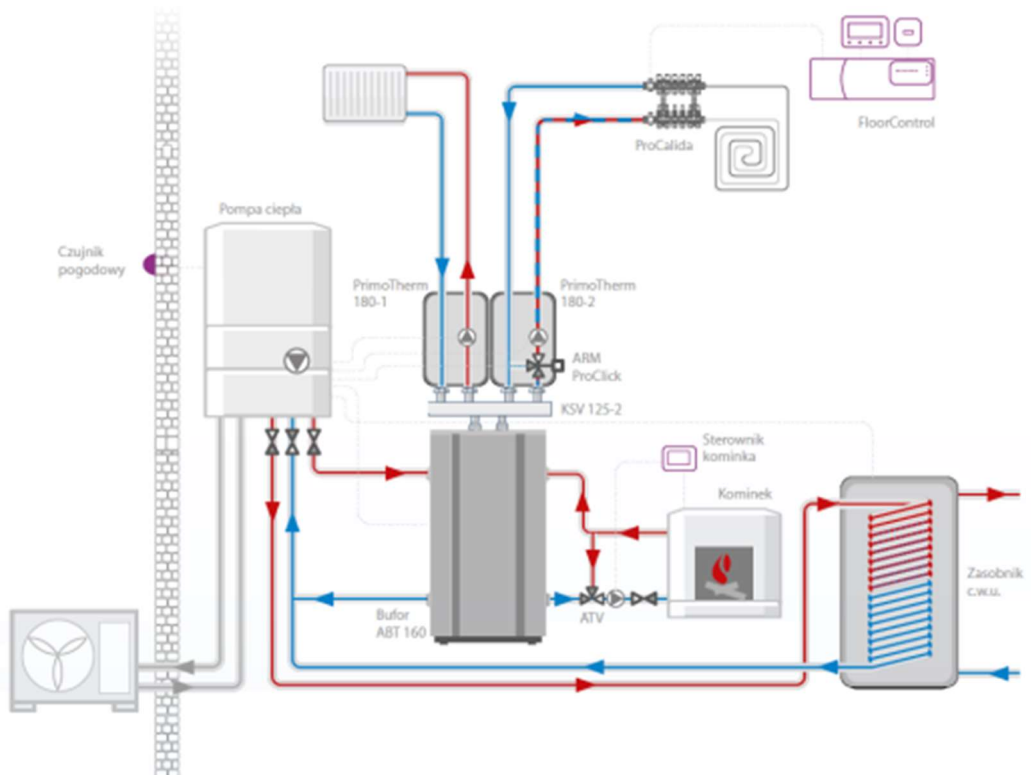 FloorControl
ProCalida
Pompa ciepła
Czujnik
pogodowy
PrimoTherm
180-1
PrimoTherm
180-2
ARM
ProClick
KSV 125-2
Sterownik
kominka
Kominek
Zasobnik
c.w.u.
Bufor
ABT 160
ATV